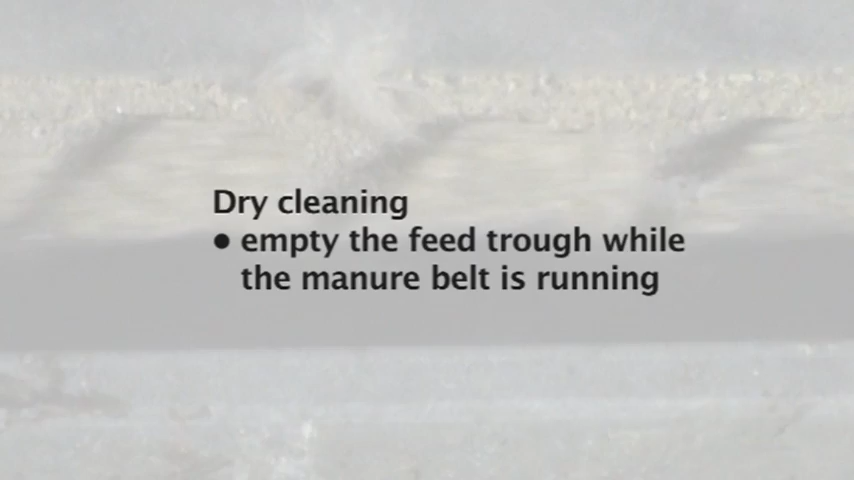 Dry cleaning
• empty the feed trough while
the manure belt is running